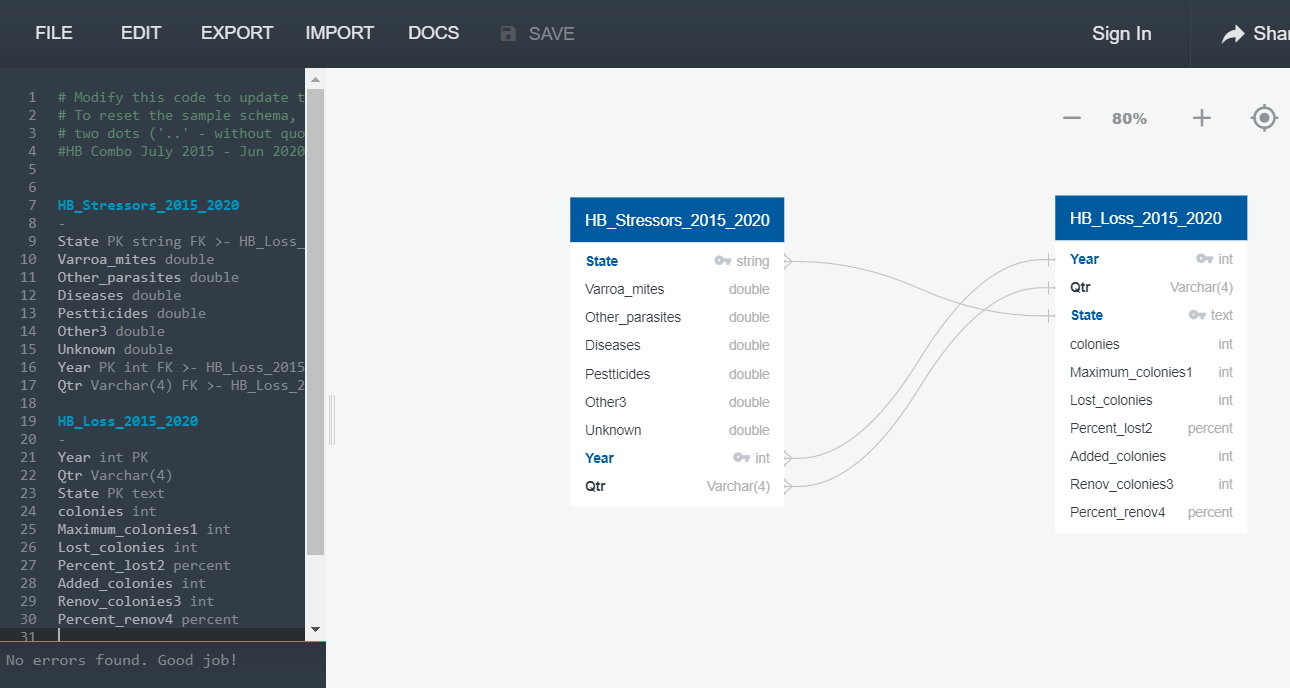 FILE EDIT EXPORT IMPORT DOCS SAVE Sign In Shar
1 # Modify this code to update t
2 # To reset the sample schema,
3 # two dots ('..' - without quo
4 #HB Combo July 2015 - Jun 2020
5
6
7 HB_Stressors_2015_2020
8 -
9 State PK string FK >- HB_Loss_
10 Varroa_mites double
11 Other_parasites double
12 Diseases double
13 Pestticides double
14 Other3 double
15 Unknown double
16 Year PK int FK >- HB_Loss_2015
17 Qtr Varchar(4) FK >- HB_Loss_2
18
19 HB_Loss_2015_2020
20 -
21 Year int PK
22 Qtr Varchar(4)
23 State PK text
24 colonies int
25 Maximum_colonies1 int
26 Lost_colonies int
27 Percent_lost2 percent
28 Added_colonies int
29 Renov_colonies3 int
30 Percent_renov4 percent
31
No errors found. Good job!
80%
HB_Stressors_2015_2020
State string
Varroa_mites double
Other_parasites double
Diseases double
Pestticides double
Other3 double
Unknown double
Year int
Qtr Varchar(4)
HB_Loss_2015_2020
Year int
Qtr Varchar(4)
State text
colonies int
Maximum_colonies1 int
Lost_colonies int
Percent_lost2 percent
Added_colonies int
Renov_colonies3 int
Percent_renov4 percent